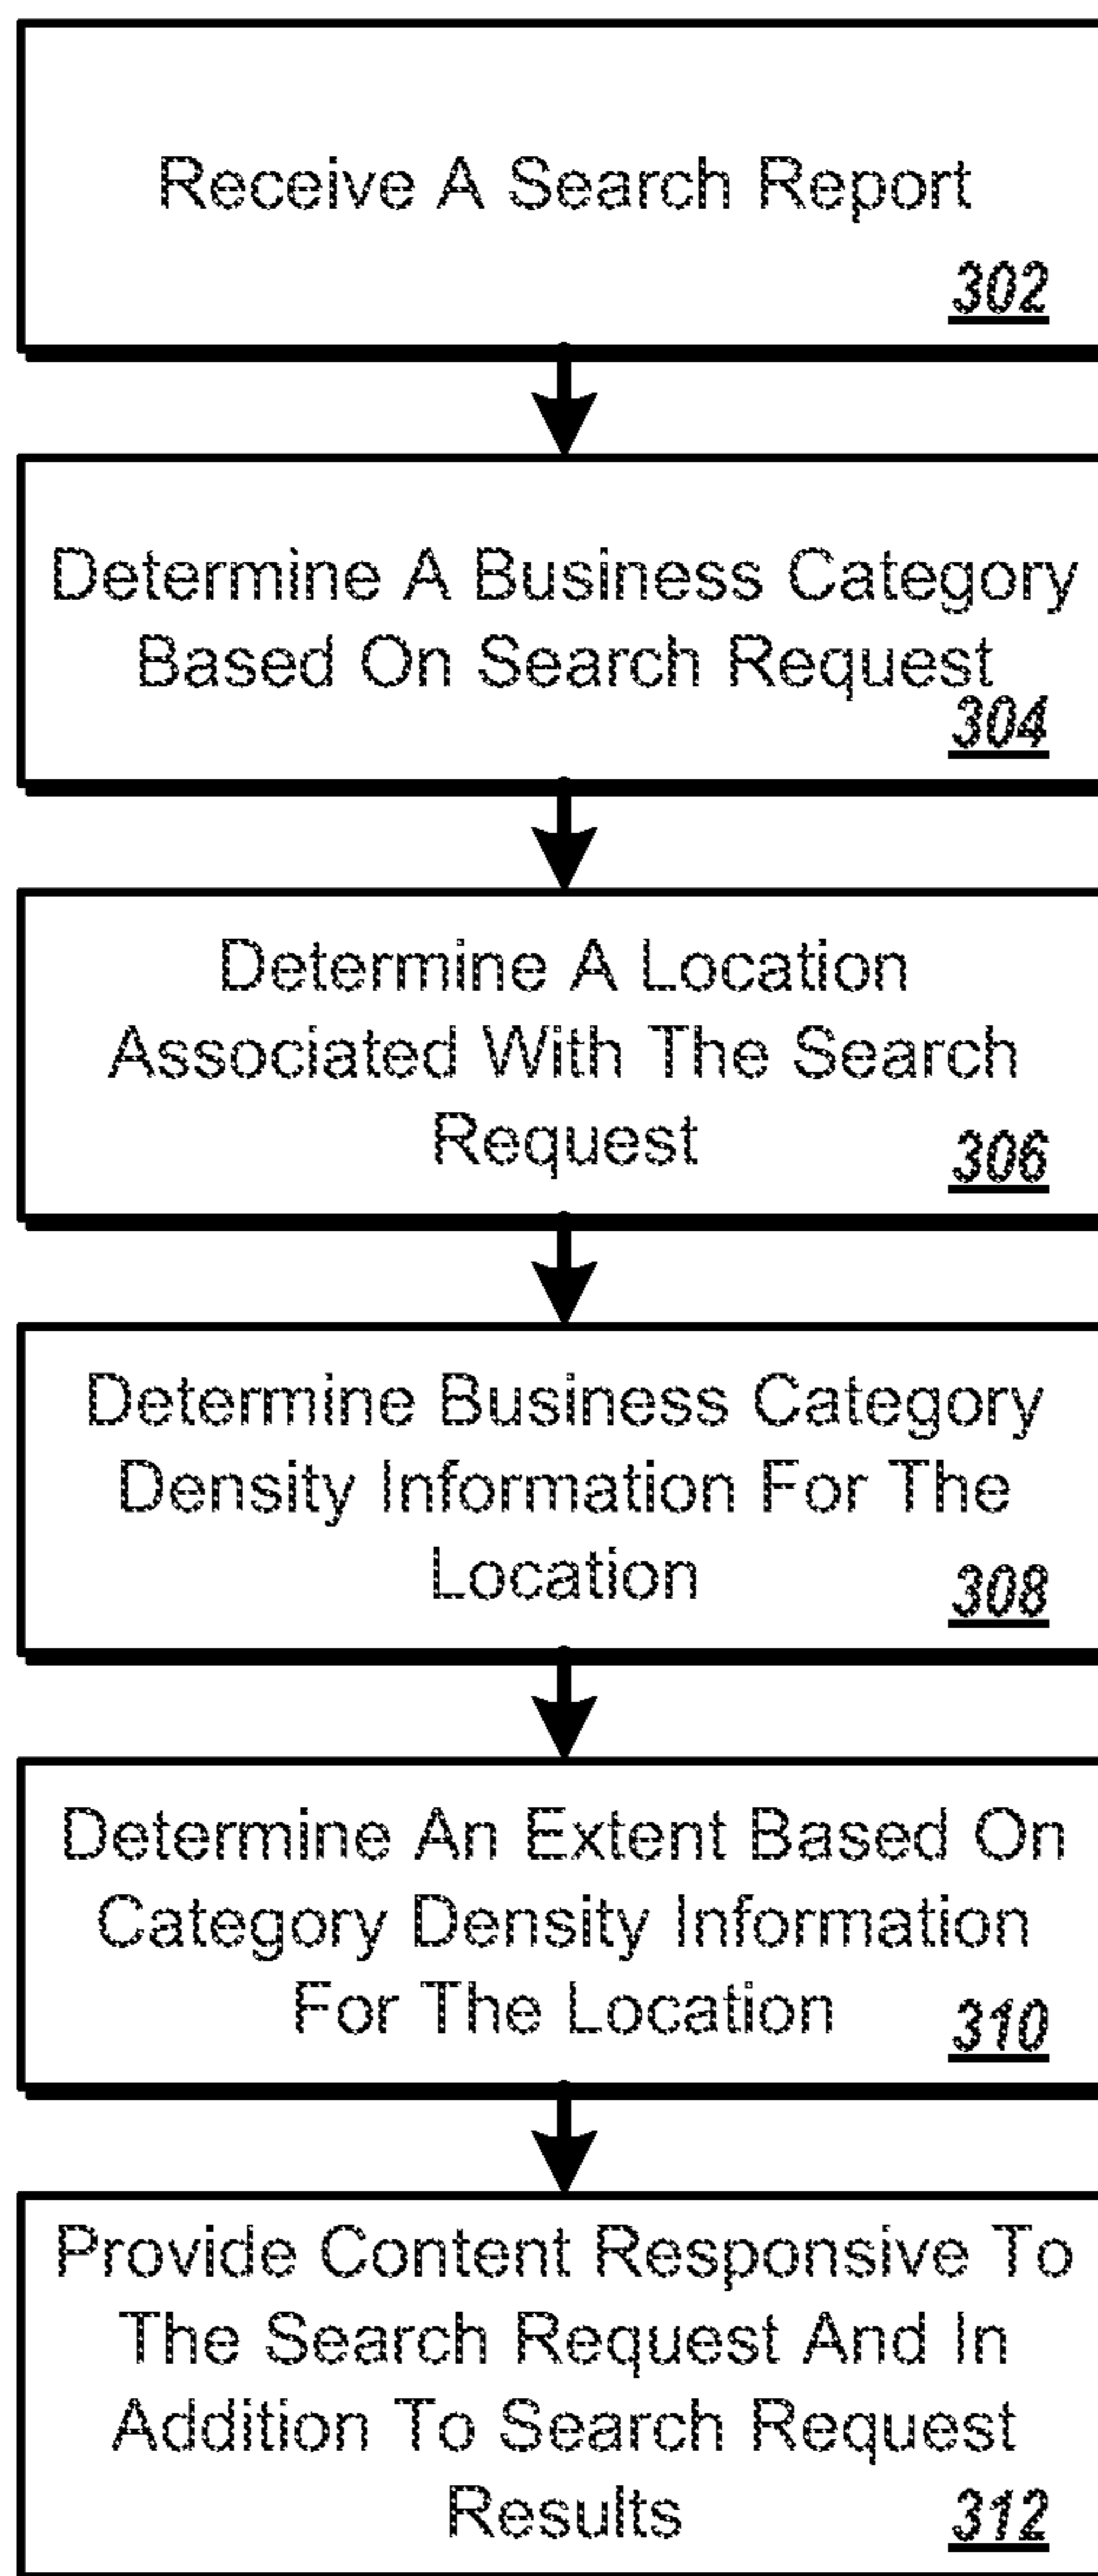 Receive A Search Report
302
Determine A Business Category
Based On Search Request
304
Determine A Location
Associated With The Search
Request
306
Determine Business Category
Density Information For The
Location
308
Determine An Extent Based On
Category Density Information
For The Location
310
Provide Content Responsive To
The Search Request And In
Addition To Search Request
Results
312